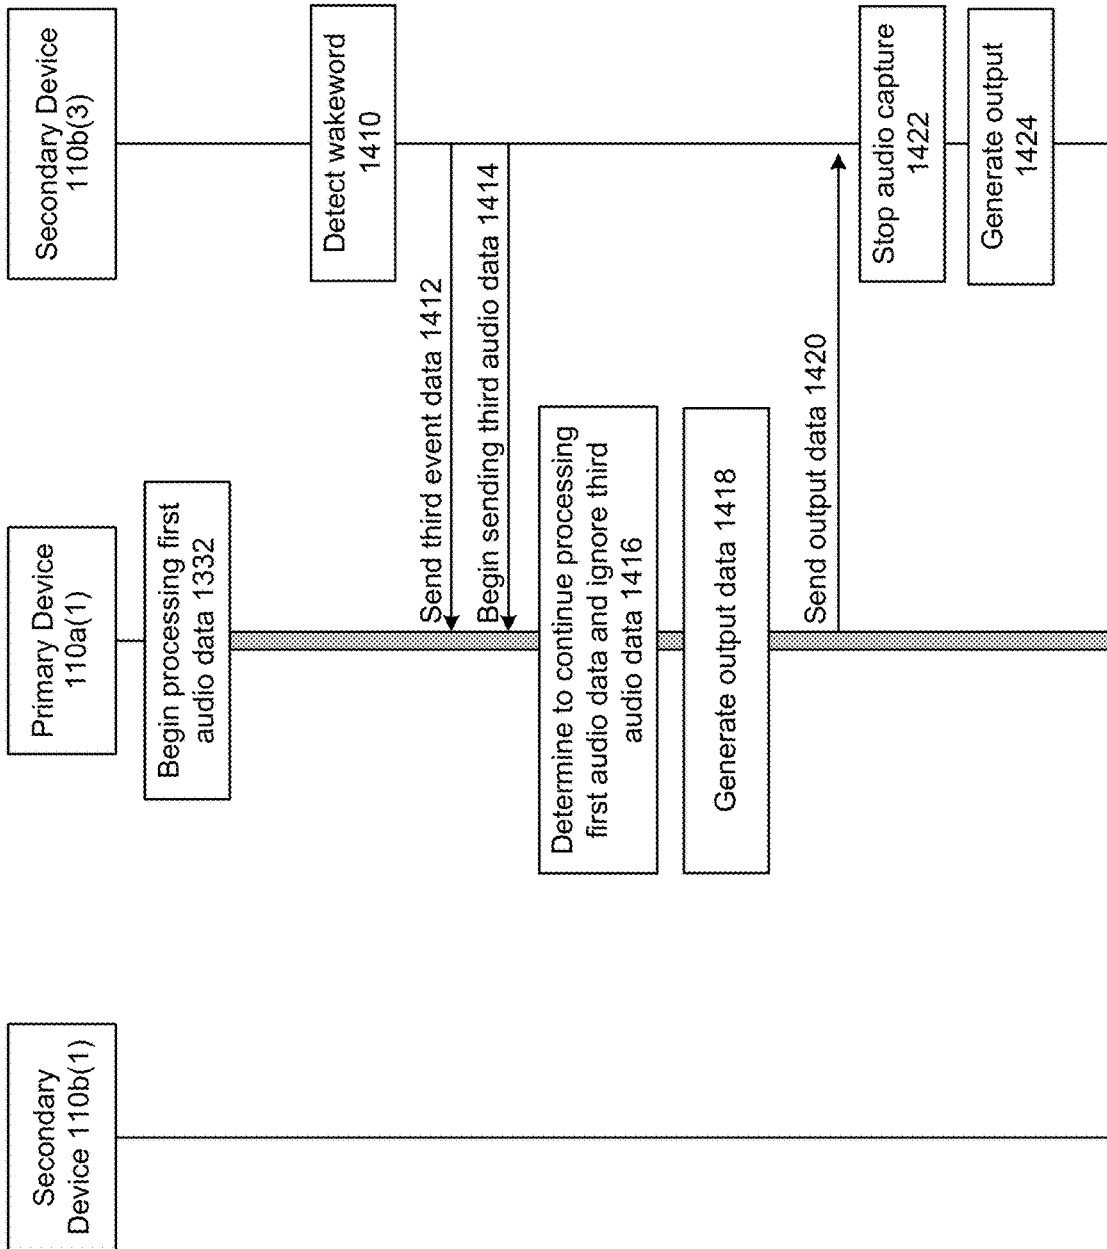 Secondary
Device 110b(1)
Primary Device
110a(1)
Secondary Device
110b(3)
Begin processing first
audio data 1332
Detect wakeword
1410
Send third event data 1412
Begin sending third audio data 1414
Determine to continue processing
first audio data and ignore third
audio data 1416
Generate output data 1418
Send output data 1420
Stop audio capture
1422
Generate output
1424